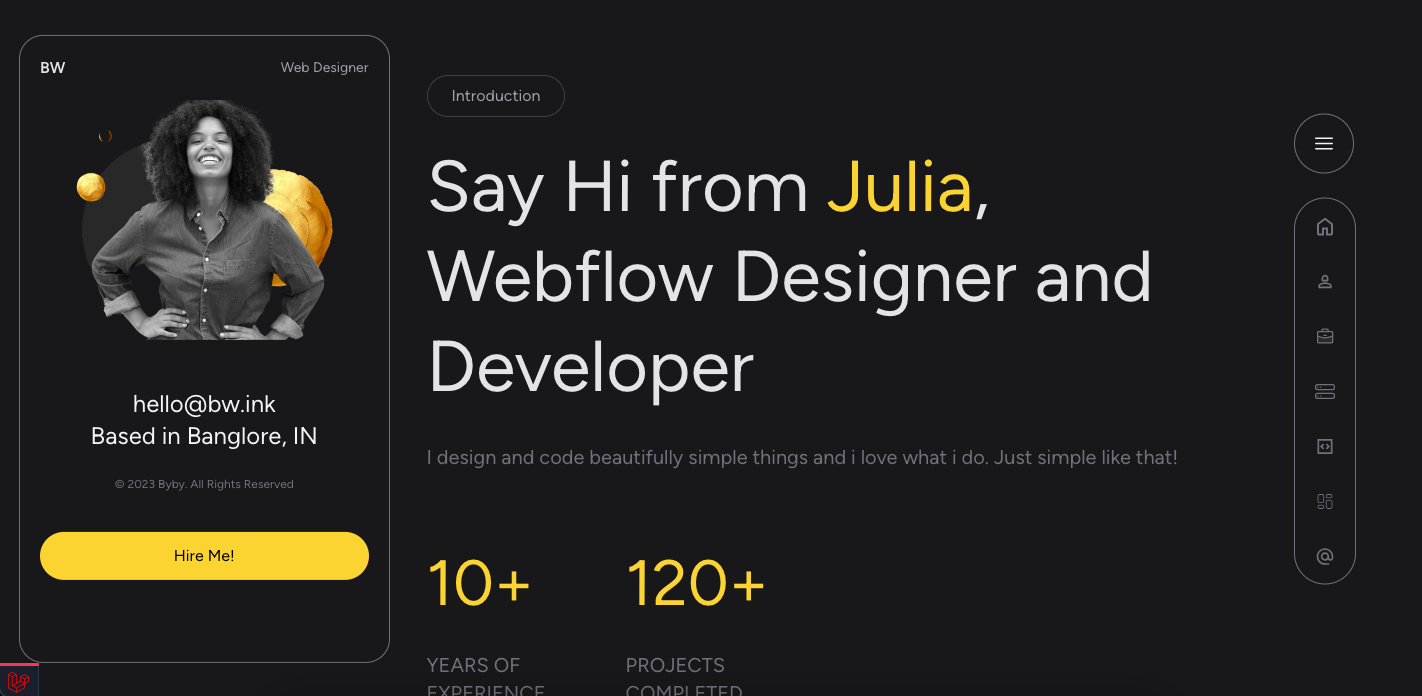 BW
Web Designer
hello@bw.ink
Based in Banglore, IN
© 2023 Byby. All Rights Reserved
Hire Me!
Introduction
Say Hi from Julia,
Webflow Designer and
Developer
I design and code beautifully simple things and i love what i do. Just simple like that!
10+
YEARS OF
EXPERIENCE
120+
PROJECTS
COMPLETED